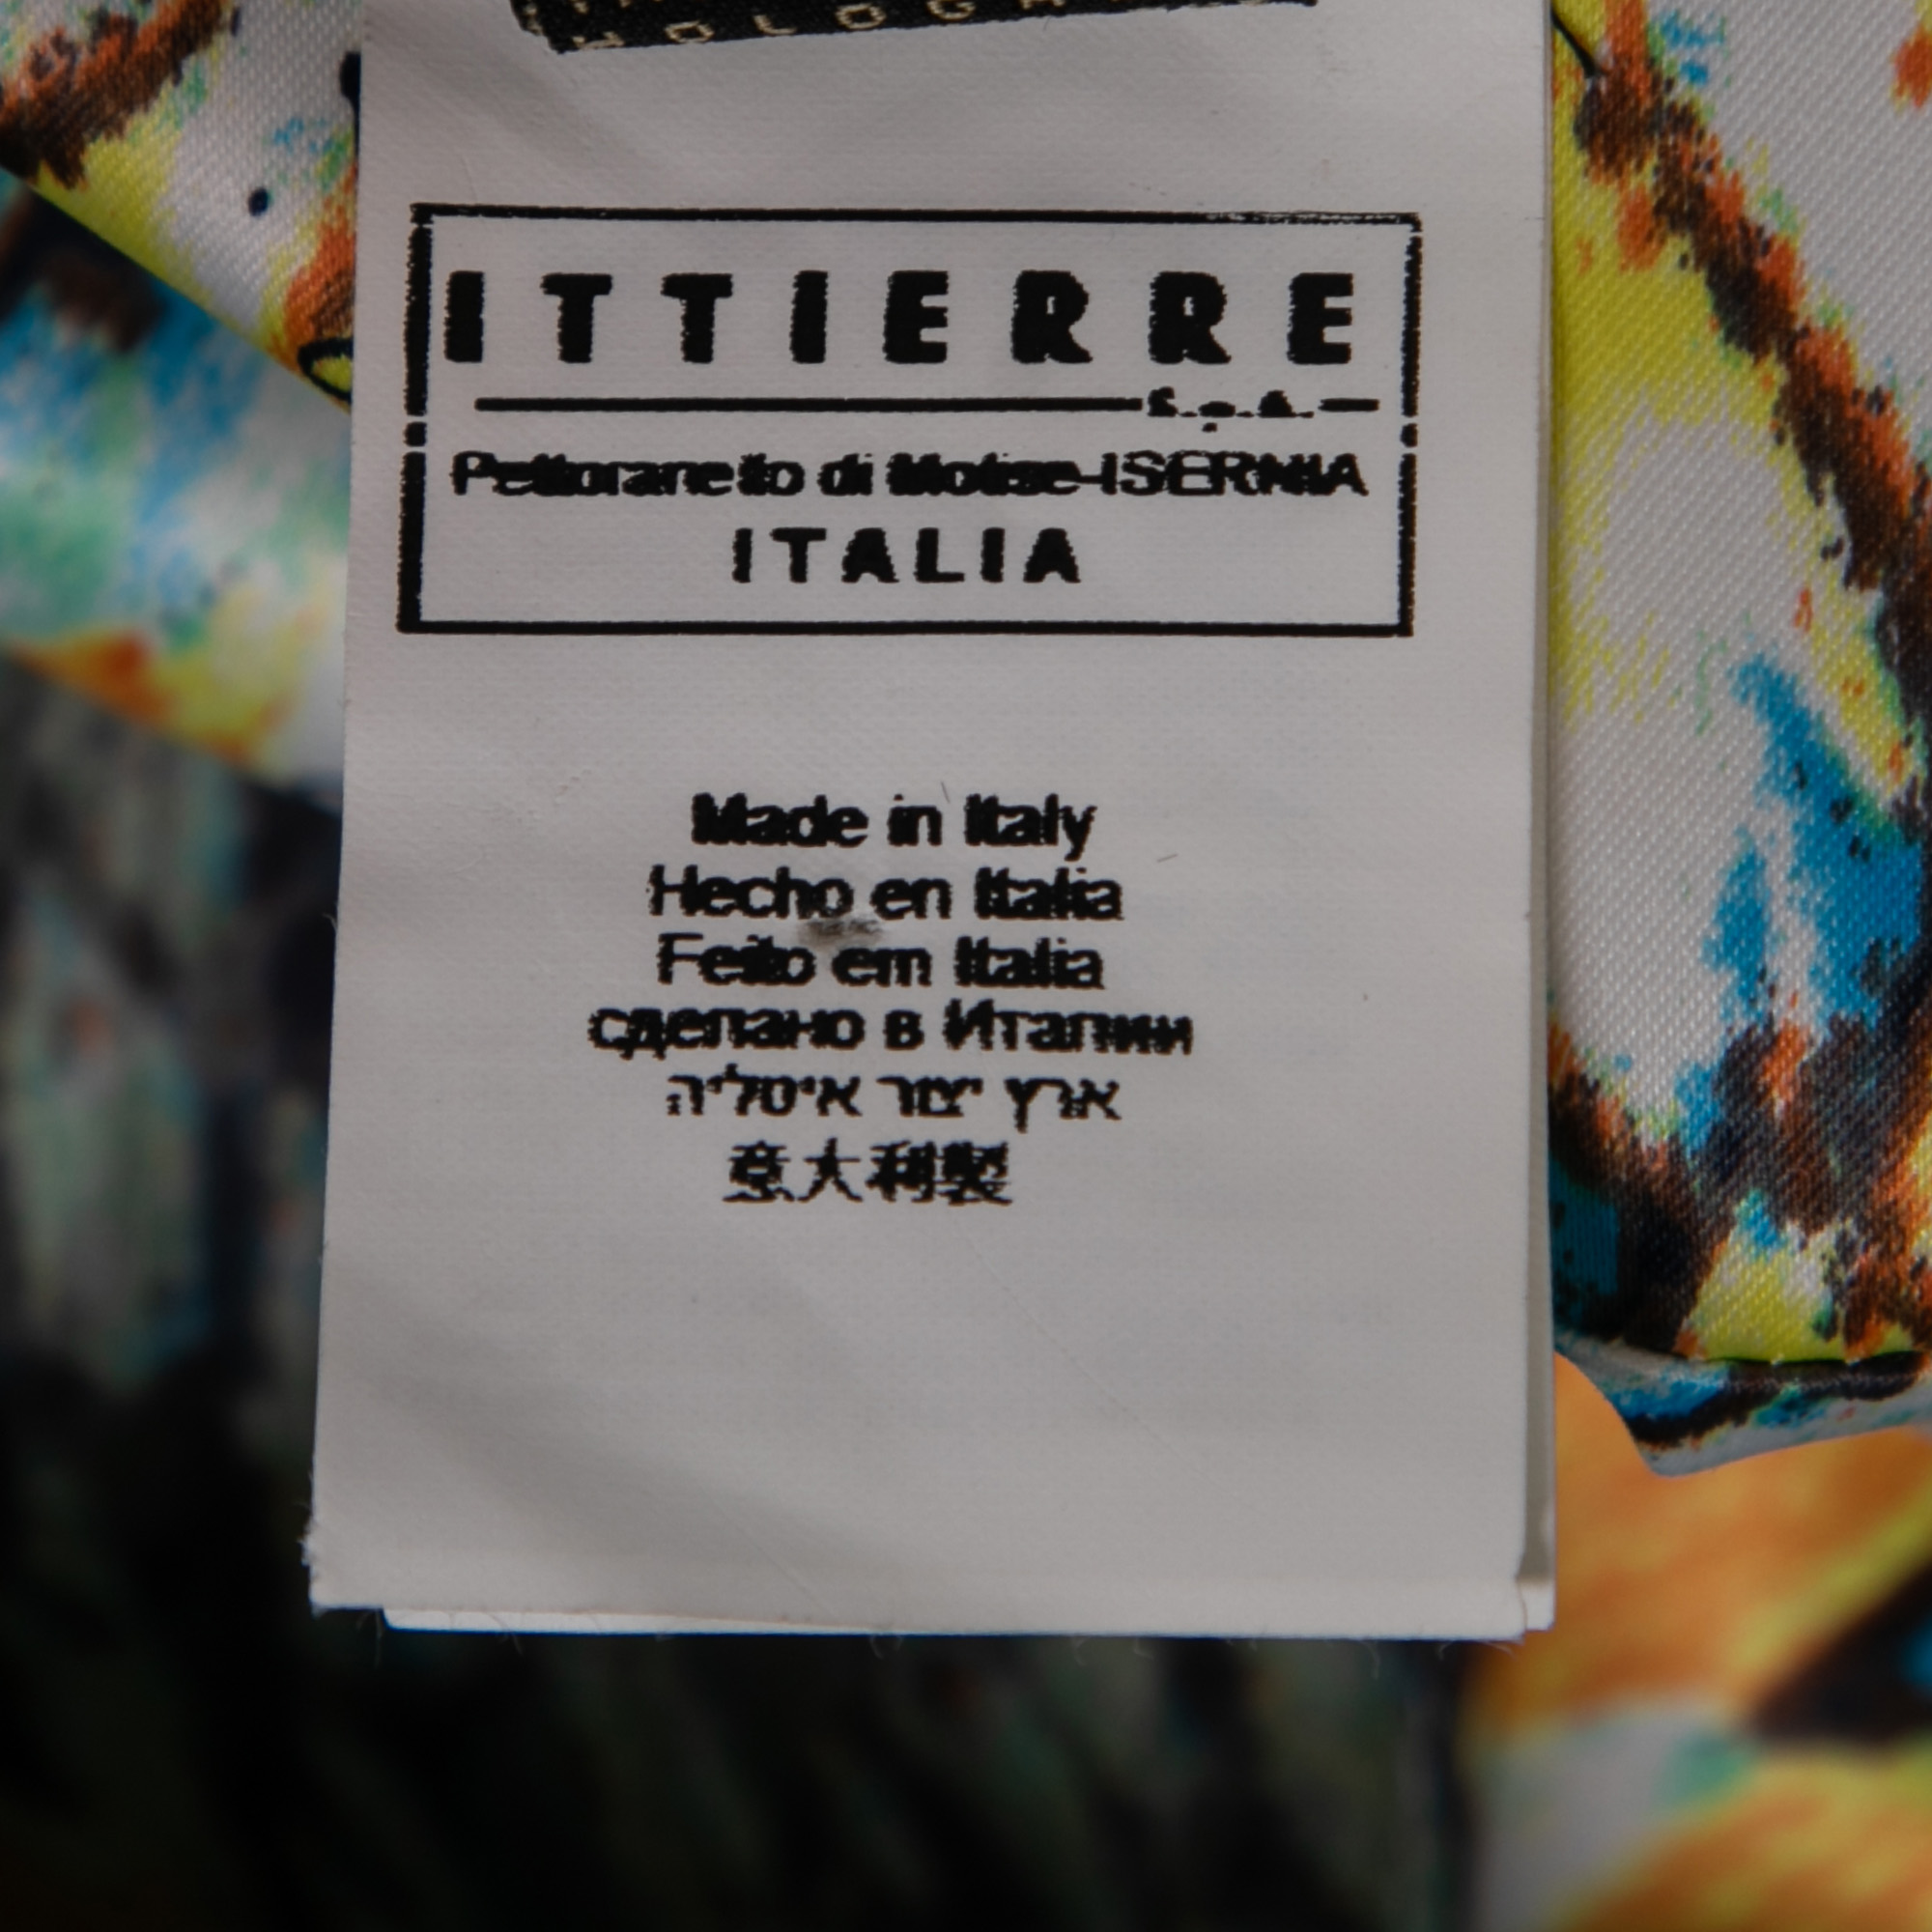 ITTIERRE
S.p.A.
Pettoranello di Molise-ISERNIA
ITALIA
Made in Italy
Hecho en Italia
Feito em Italia
сделано в Италии
ארץ יצור איטליה
意大利製